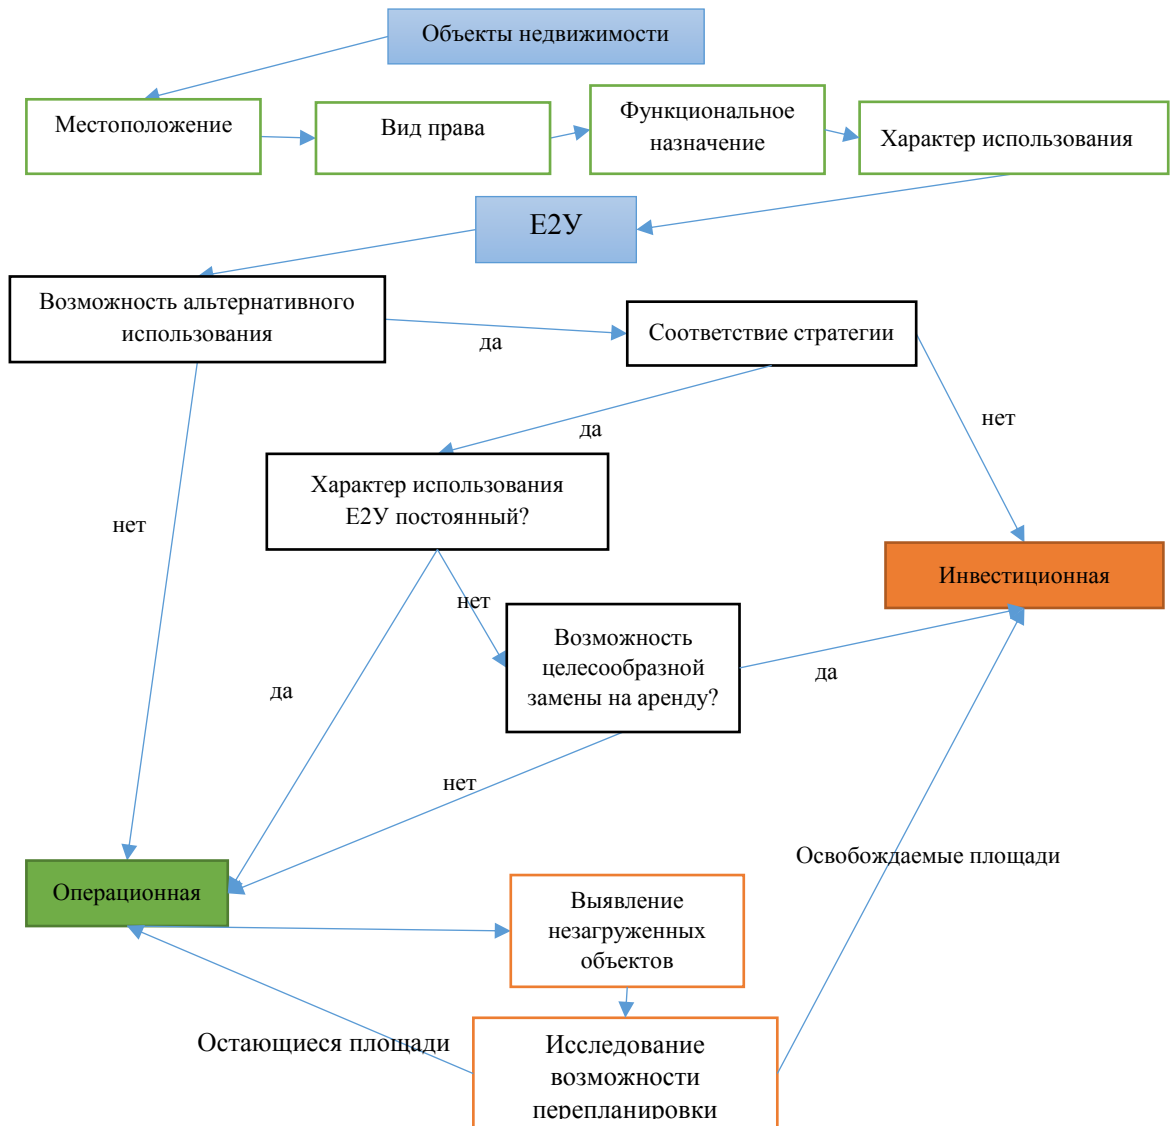 Объекты недвижимости
Местоположение
Вид права
Функциональное
назначение
Характер использования
Е2У
Возможность альтернативного
использования
да
Соответствие стратегии
да
нет
Характер использования
Е2У постоянный?
нет
нет
Инвестиционная
Возможность
целесообразной
замены на аренду?
да
да
нет
Освобождаемые площади
Операционная
Выявление
незагруженных
объектов
Остающиеся площади
Исследование
возможности
перепланировки